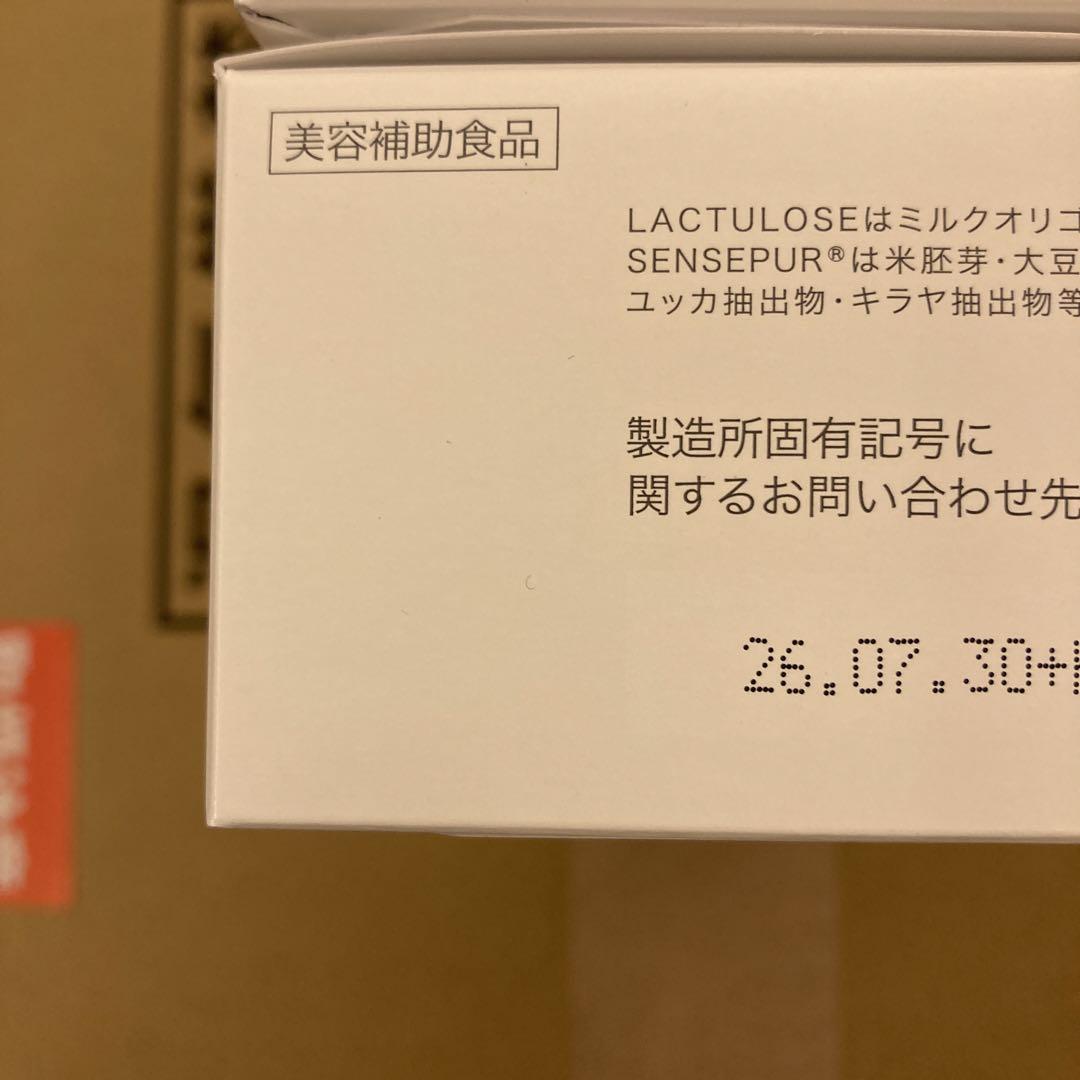 美容補助食品
LACTULOSEはミルクオリゴ
SENSEPUR®は米胚芽・大豆
ユッカ抽出物・キラヤ抽出物等
製造所固有記号に
関するお問い合わせ先
26.07.30+